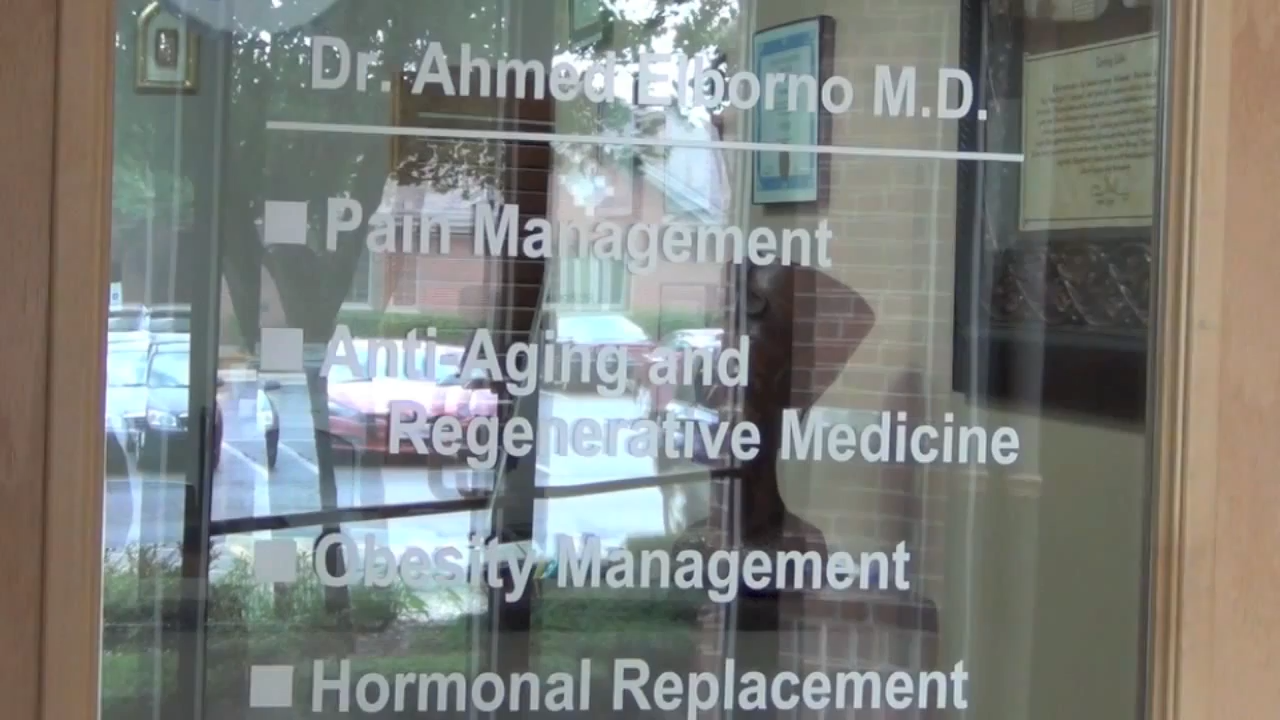 Dr. Ahmed Elborno M.D.
Pain Management
Anti-Aging and
Regenerative Medicine
Obesity Management
Hormonal Replacement